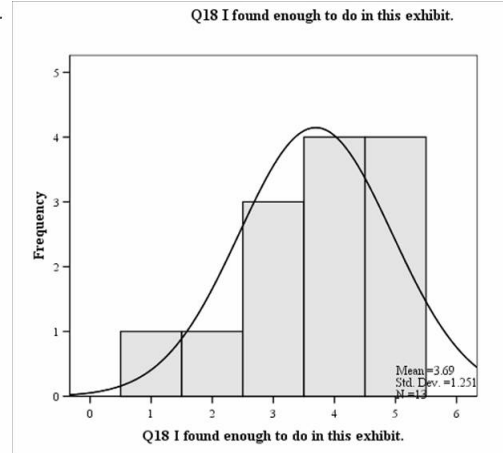 Q18 I found enough to do in this exhibit.
5
4
3
2
1
0
Frequency
Mean =3.69
Std. Dev. =1.251
N =13
0 1 2 3 4 5 6
Q18 I found enough to do in this exhibit.